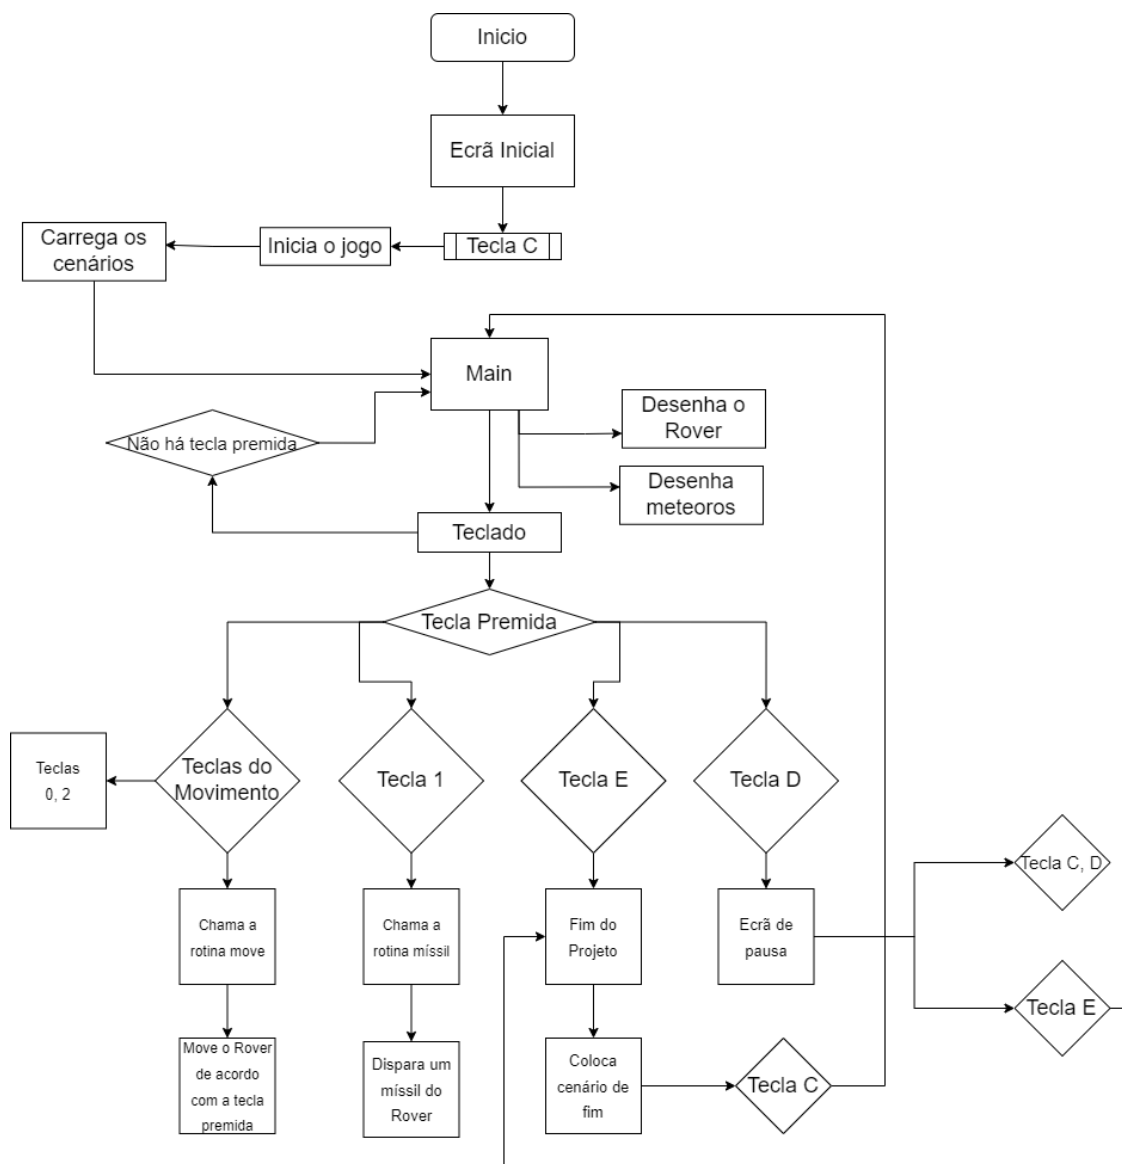 Inicio
Ecrã Inicial
Tecla C
Inicia o jogo
Carrega os
cenários
Main
Desenha o
Rover
Não há tecla premida
Desenha
meteoros
Teclado
Tecla Premida
Teclas
0, 2
Teclas do
Movimento
Tecla 1
Tecla E
Tecla D
Tecla C, D
Chama a
rotina move
Chama a
rotina míssil
Fim do
Projeto
Ecrã de
pausa
Tecla E
Move o Rover
de acordo
com a tecla
premida
Dispara um
míssil do
Rover
Coloca
cenário de
fim
Tecla C